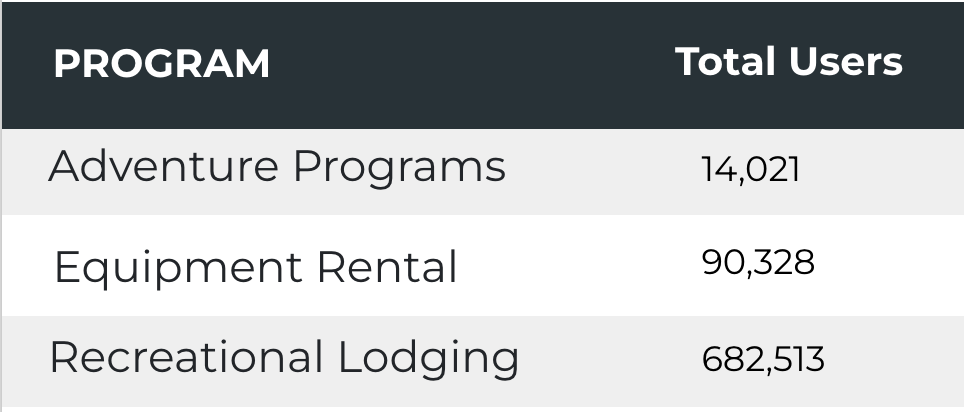 PROGRAM Total Users
Adventure Programs 14,021
Equipment Rental 90,328
Recreational Lodging 682,513